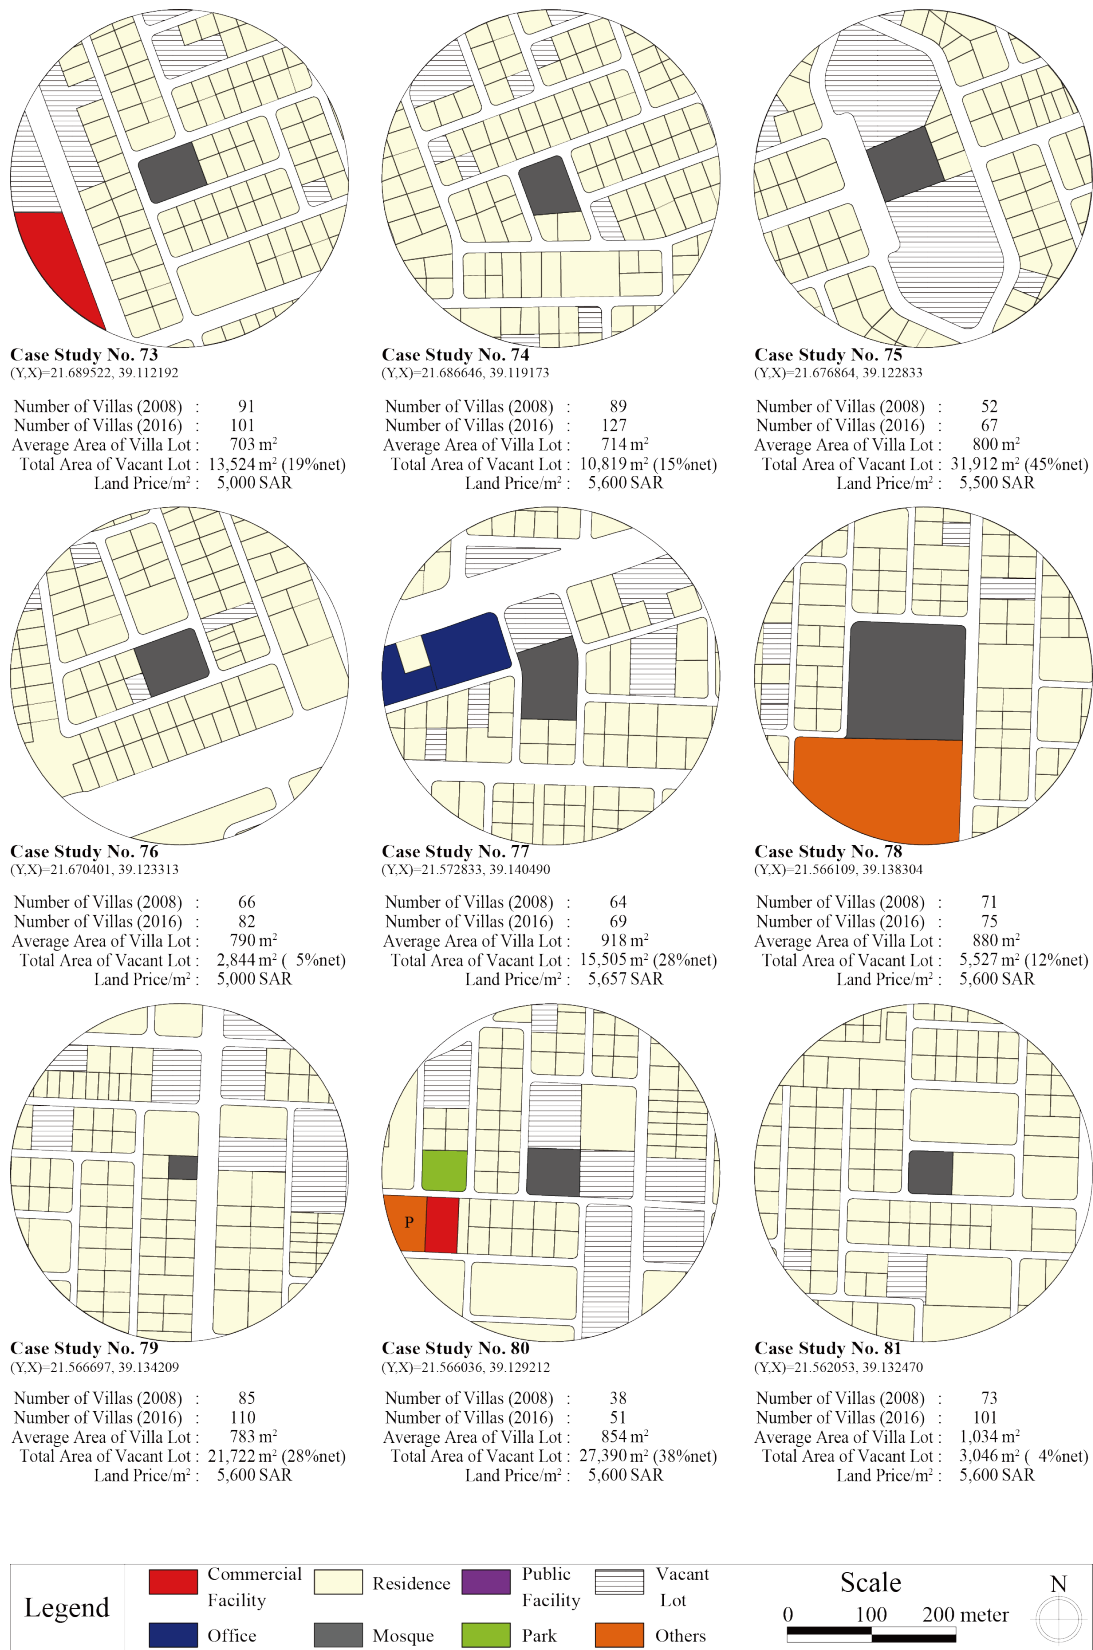 Case Study No. 73
(Y,X)=21.689522, 39.112192
Number of Villas (2008) : 91
Number of Villas (2016) : 101
Average Area of Villa Lot : 703 m²
Total Area of Vacant Lot : 13,524 m² (19%net)
Land Price/m² : 5,000 SAR
Case Study No. 74
(Y,X)=21.686646, 39.119173
Number of Villas (2008) : 89
Number of Villas (2016) : 127
Average Area of Villa Lot : 714 m²
Total Area of Vacant Lot : 10,819 m² (15%net)
Land Price/m² : 5,600 SAR
Case Study No. 75
(Y,X)=21.676864, 39.122833
Number of Villas (2008) : 52
Number of Villas (2016) : 67
Average Area of Villa Lot : 800 m²
Total Area of Vacant Lot : 31,912 m² (45%net)
Land Price/m² : 5,500 SAR
Case Study No. 76
(Y,X)=21.670401, 39.123313
Number of Villas (2008) : 66
Number of Villas (2016) : 82
Average Area of Villa Lot : 790 m²
Total Area of Vacant Lot : 2,844 m² ( 5%net)
Land Price/m² : 5,000 SAR
Case Study No. 77
(Y,X)=21.572833, 39.140490
Number of Villas (2008) : 64
Number of Villas (2016) : 69
Average Area of Villa Lot : 918 m²
Total Area of Vacant Lot : 15,505 m² (28%net)
Land Price/m² : 5,657 SAR
Case Study No. 78
(Y,X)=21.566109, 39.138304
Number of Villas (2008) : 71
Number of Villas (2016) : 75
Average Area of Villa Lot : 880 m²
Total Area of Vacant Lot : 5,527 m² (12%net)
Land Price/m² : 5,600 SAR
Case Study No. 79
(Y,X)=21.566697, 39.134209
Number of Villas (2008) : 85
Number of Villas (2016) : 110
Average Area of Villa Lot : 783 m²
Total Area of Vacant Lot : 21,722 m² (28%net)
Land Price/m² : 5,600 SAR
P
Case Study No. 80
(Y,X)=21.566036, 39.129212
Number of Villas (2008) : 38
Number of Villas (2016) : 51
Average Area of Villa Lot : 854 m²
Total Area of Vacant Lot : 27,390 m² (38%net)
Land Price/m² : 5,600 SAR
Case Study No. 81
(Y,X)=21.562053, 39.132470
Number of Villas (2008) : 73
Number of Villas (2016) : 101
Average Area of Villa Lot : 1,034 m²
Total Area of Vacant Lot : 3,046 m² ( 4%net)
Land Price/m² : 5,600 SAR
Legend
Commercial
Facility
Residence
Public
Facility
Vacant
Lot
Office
Mosque
Park
Others
Scale
0 100 200 meter
N